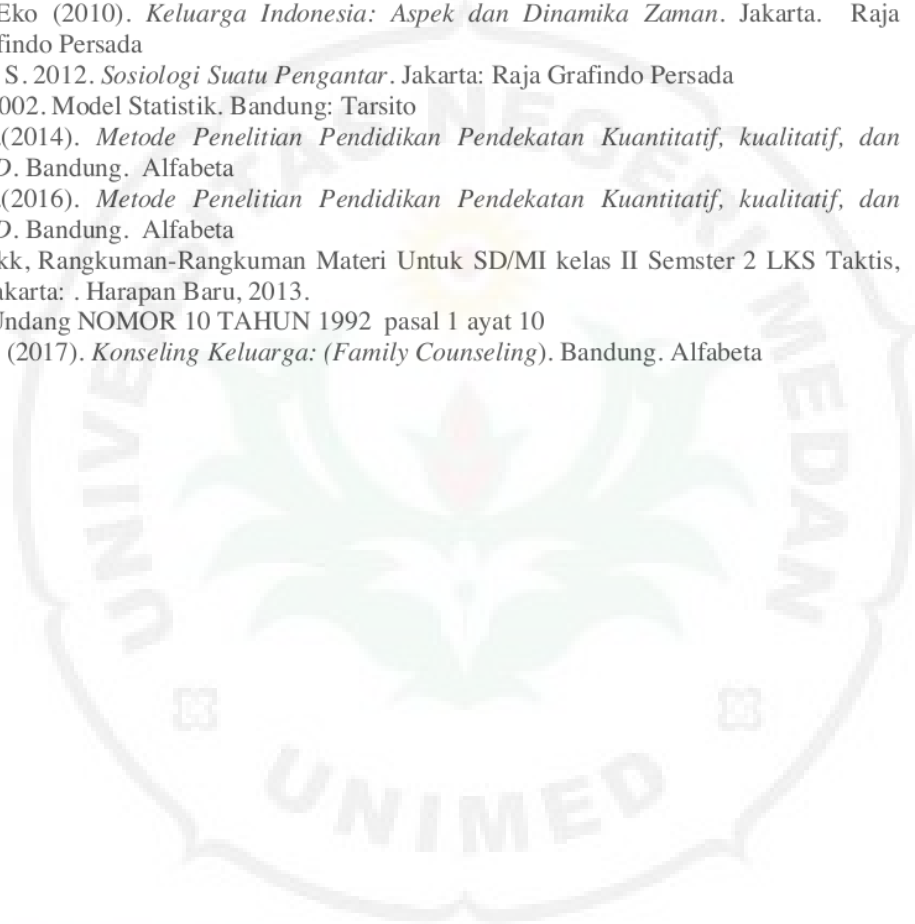 Eko (2010). Keluarga Indonesia: Aspek dan Dinamika Zaman. Jakarta. Raja
findo Persada
S. 2012. Sosiologi Suatu Pengantar. Jakarta: Raja Grafindo Persada
002. Model Statistik. Bandung: Tarsito
(2014). Metode Penelitian Pendidikan Pendekatan Kuantitatif, kualitatif, dan
D. Bandung. Alfabeta
(2016). Metode Penelitian Pendidikan Pendekatan Kuantitatif, kualitatif, dan
D. Bandung. Alfabeta
kk, Rangkuman-Rangkuman Materi Untuk SD/MI kelas II Semster 2 LKS Taktis,
akarta: . Harapan Baru, 2013.
Undang NOMOR 10 TAHUN 1992 pasal 1 ayat 10
(2017). Konseling Keluarga: (Family Counseling). Bandung. Alfabeta
UNIVERSITAS NEGERI MEDAN
UNIMED